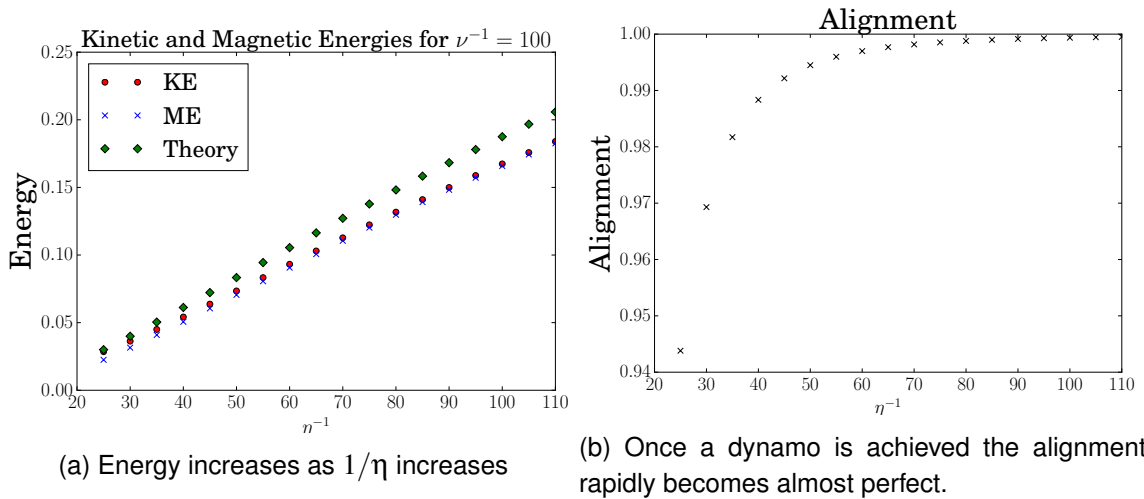 Kinetic and Magnetic Energies for ν⁻¹ = 100
0.25
0.20
0.15
0.10
0.05
0.00
Energy
KE
ME
Theory
20 30 40 50 60 70 80 90 100 110
η⁻¹
(a) Energy increases as 1/η increases
Alignment
1.00
0.99
0.98
0.97
0.96
0.95
0.94
Alignment
20 30 40 50 60 70 80 90 100 110
η⁻¹
(b) Once a dynamo is achieved the alignment
rapidly becomes almost perfect.